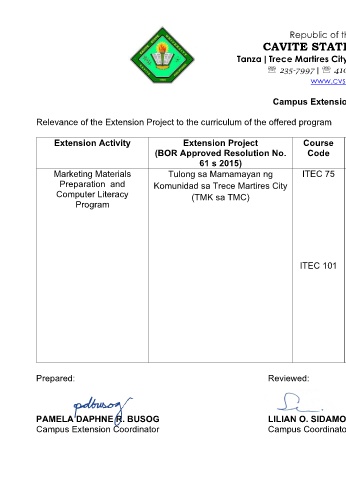 Republic of th
CAVITE STATE
Tanza | Trece Martires City
☏ 235-7997 | ☏ 410
www.cvs
Campus Extensio
Relevance of the Extension Project to the curriculum of the offered program
Extension Activity
Extension Project
(BOR Approved Resolution No.
61 s 2015)
Course
Code
Marketing Materials
Preparation and
Computer Literacy
Program
Tulong sa Mamamayan ng
Komunidad sa Trece Martires City
(TMK sa TMC)
ITEC 75
ITEC 101
Prepared:
Reviewed:
pdbusog
PAMELA DAPHNE R. BUSOG
LILIAN O. SIDAMO
Campus Extension Coordinator
Campus Coordinato